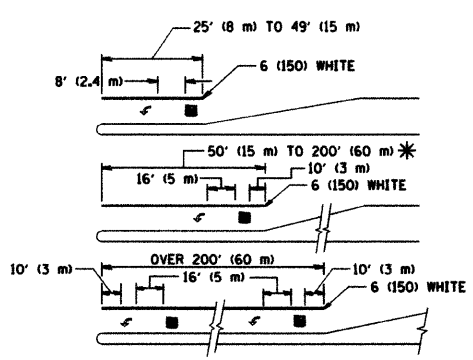 25' (8 m) TO 49' (15 m)
8' (2.4 m)
6 (150) WHITE
50' (15 m) TO 200' (60 m) *
16' (5 m)
10' (3 m)
6 (150) WHITE
OVER 200' (60 m)
10' (3 m)
16' (5 m)
10' (3 m)
6 (150) WHITE